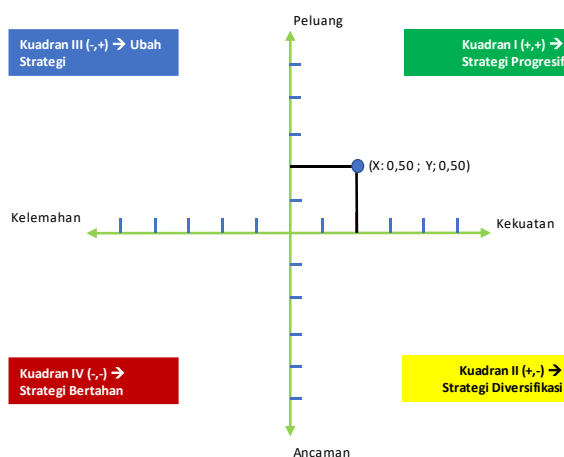 Peluang
Kuadran III (-,+) → Ubah
Strategi
Kuadran I (+,+) →
Strategi Progresif
(X: 0,50 ; Y; 0,50)
Kelemahan
Kekuatan
Kuadran IV (-,-) →
Strategi Bertahan
Kuadran II (+,-) →
Strategi Diversifikasi
Ancaman